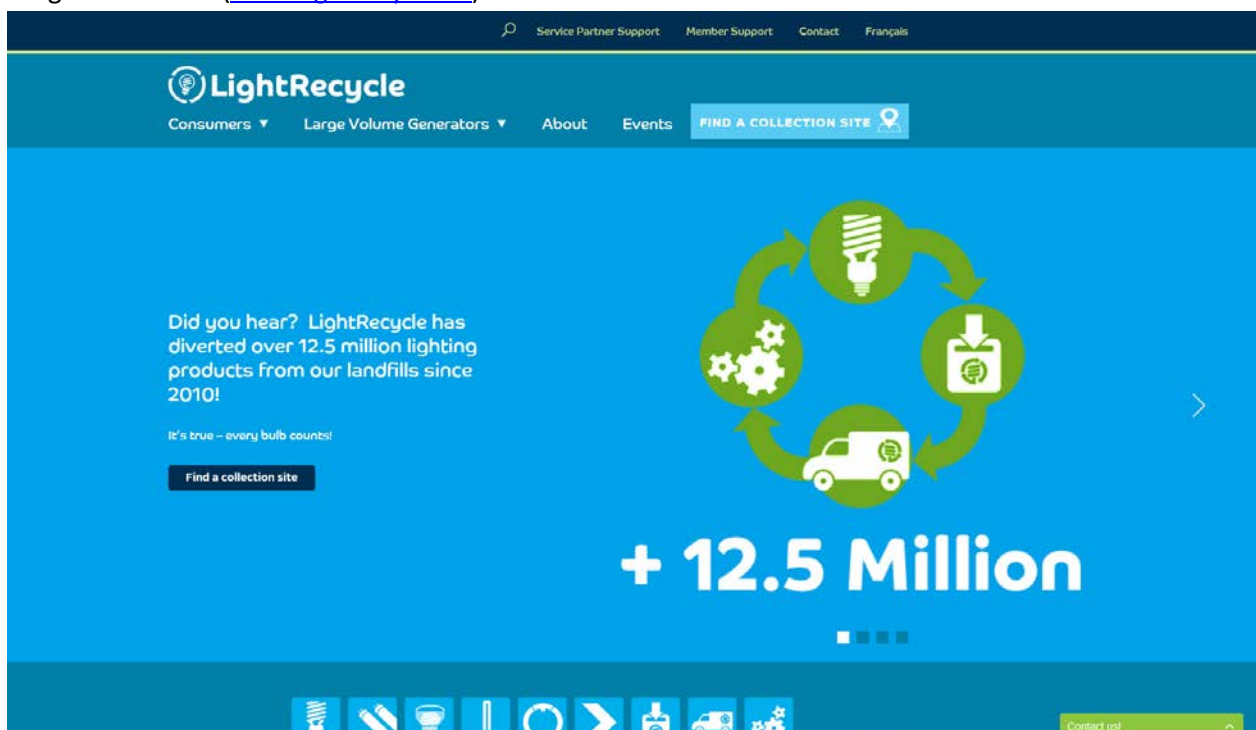 Service Partner Support Member Support Contact Français
LightRecycle
Consumers ▼ Large Volume Generators ▼ About Events FIND A COLLECTION SITE
Did you hear? LightRecycle has
diverted over 12.5 million lighting
products from our landfills since
2010!
It's true – every bulb counts!
Find a collection site
+ 12.5 Million
Contact us!